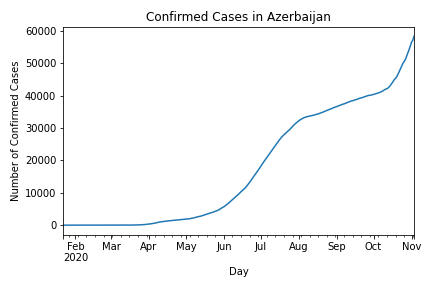 Confirmed Cases in Azerbaijan
60000
50000
40000
30000
20000
10000
0
Number of Confirmed Cases
Feb Mar Apr May Jun Jul Aug Sep Oct Nov
2020
Day